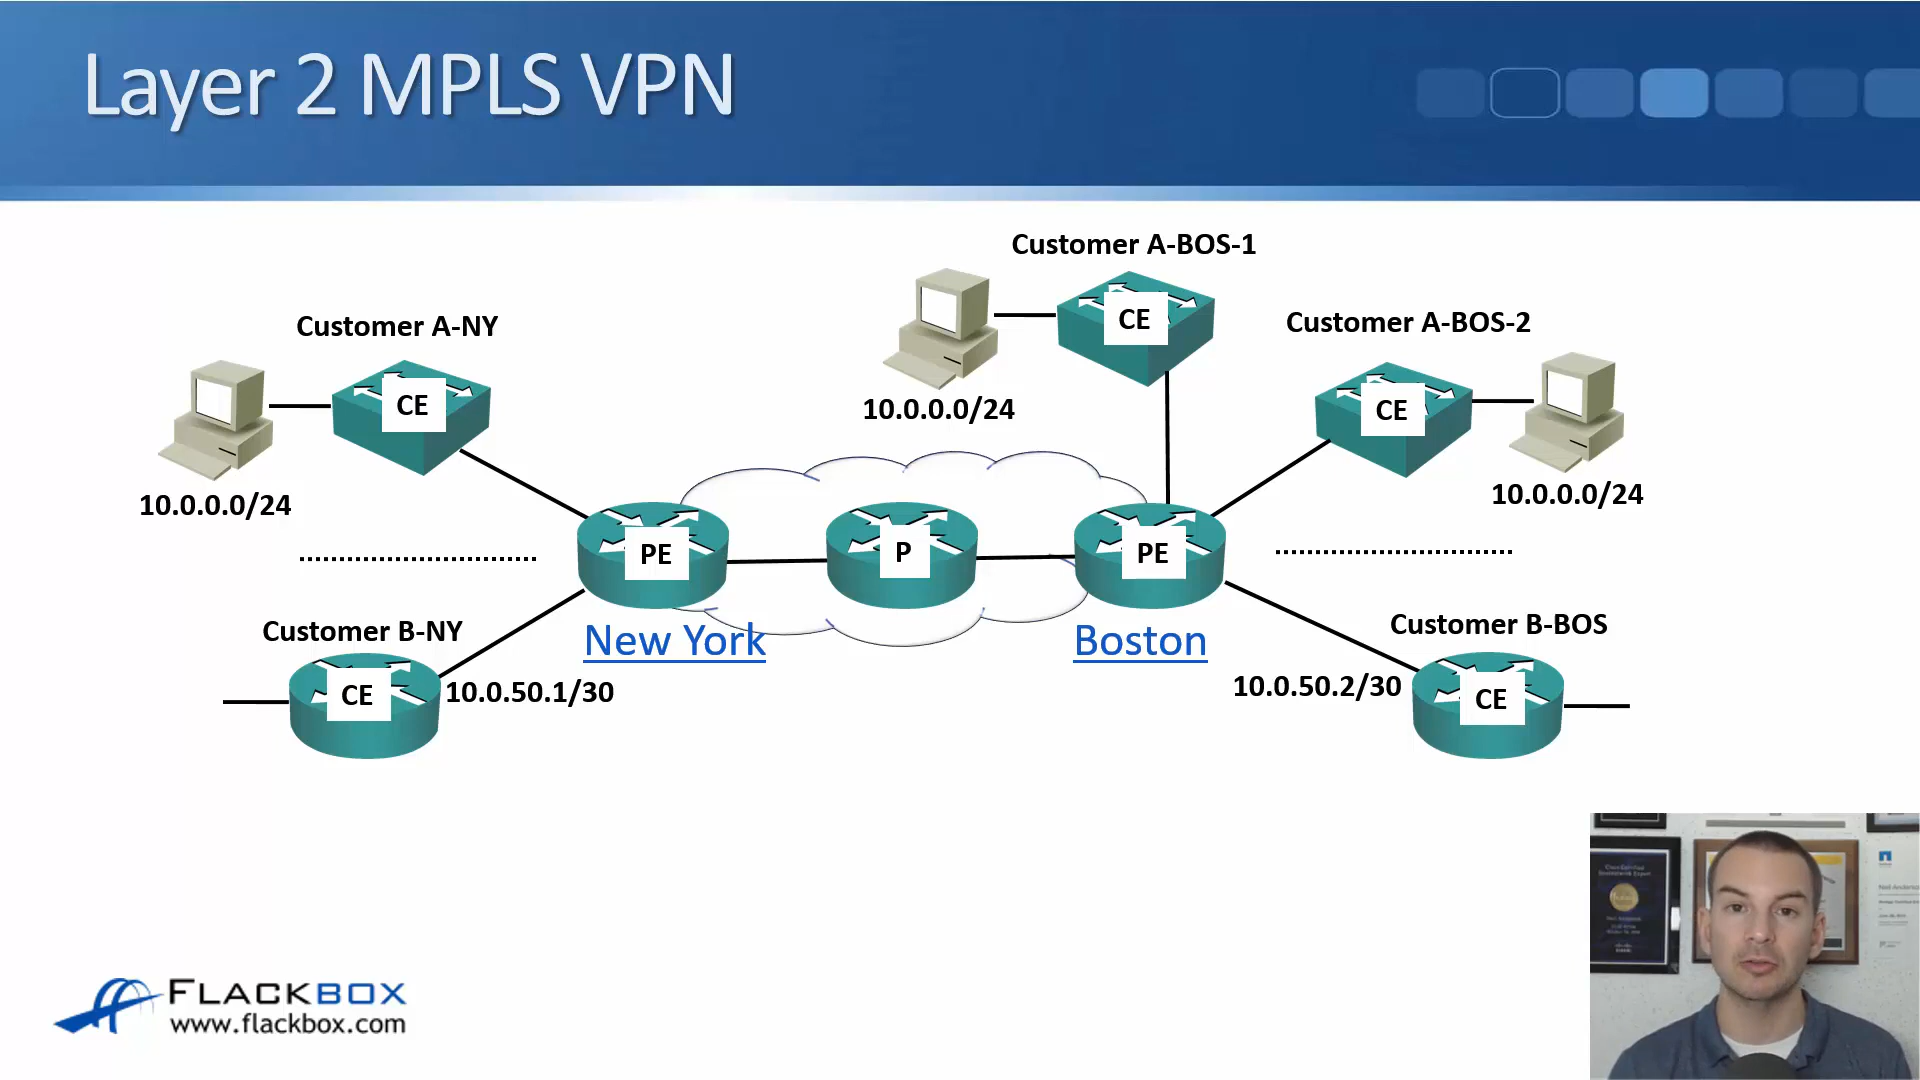 Layer 2 MPLS VPN
Customer A-BOS-1
CE
10.0.0.0/24
Customer A-NY
CE
10.0.0.0/24
Customer A-BOS-2
CE
10.0.0.0/24
PE
P
PE
New York
Boston
Customer B-NY
CE
10.0.50.1/30
Customer B-BOS
10.0.50.2/30
CE
FLACKBOX
www.flackbox.com